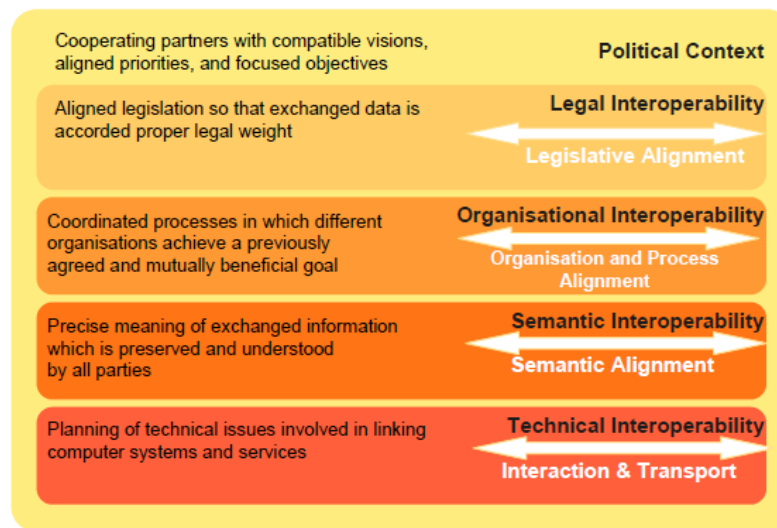 Cooperating partners with compatible visions,
aligned priorities, and focused objectives
Political Context
Aligned legislation so that exchanged data is
accorded proper legal weight
Legal Interoperability
Legislative Alignment
Coordinated processes in which different
organisations achieve a previously
agreed and mutually beneficial goal
Organisational Interoperability
Organisation and Process
Alignment
Precise meaning of exchanged information
which is preserved and understood
by all parties
Semantic Interoperability
Semantic Alignment
Planning of technical issues involved in linking
computer systems and services
Technical Interoperability
Interaction & Transport